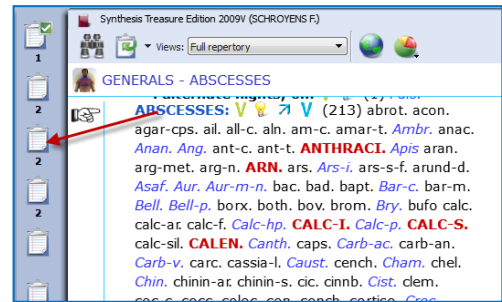 Synthesis Treasure Edition 2009V (SCHROYENS F.)
Views: Full repertory
1
GENERALS - ABSCESSES
2
ABSCESSES: (213) abrot. acon.
agar-cps. ail. all-c. aln. am-c. amar-t. Ambr. anac.
2
Anan. Ang. ant-c. ant-t. ANTHRACI. Apis aran.
arg-met. arg-n. ARN. ars. Ars-i. ars-s-f. arund-d.
2
Asaf. Aur. Aur-m-n. bac. bad. bapt. Bar-c. bar-m.
Bell. Bell-p. borx. both. bov. brom. Bry. bufo calc.
calc-ar. calc-f. Calc-hp. CALC-I. Calc-p. CALC-S.
calc-sil. CALEN. Canth. caps. Carb-ac. carb-an.
Carb-v. carc. cassia-l. Caust. cench. Cham. chel.
Chin. chinin-ar. chinin-s. cic. cinnb. Cist. clem.